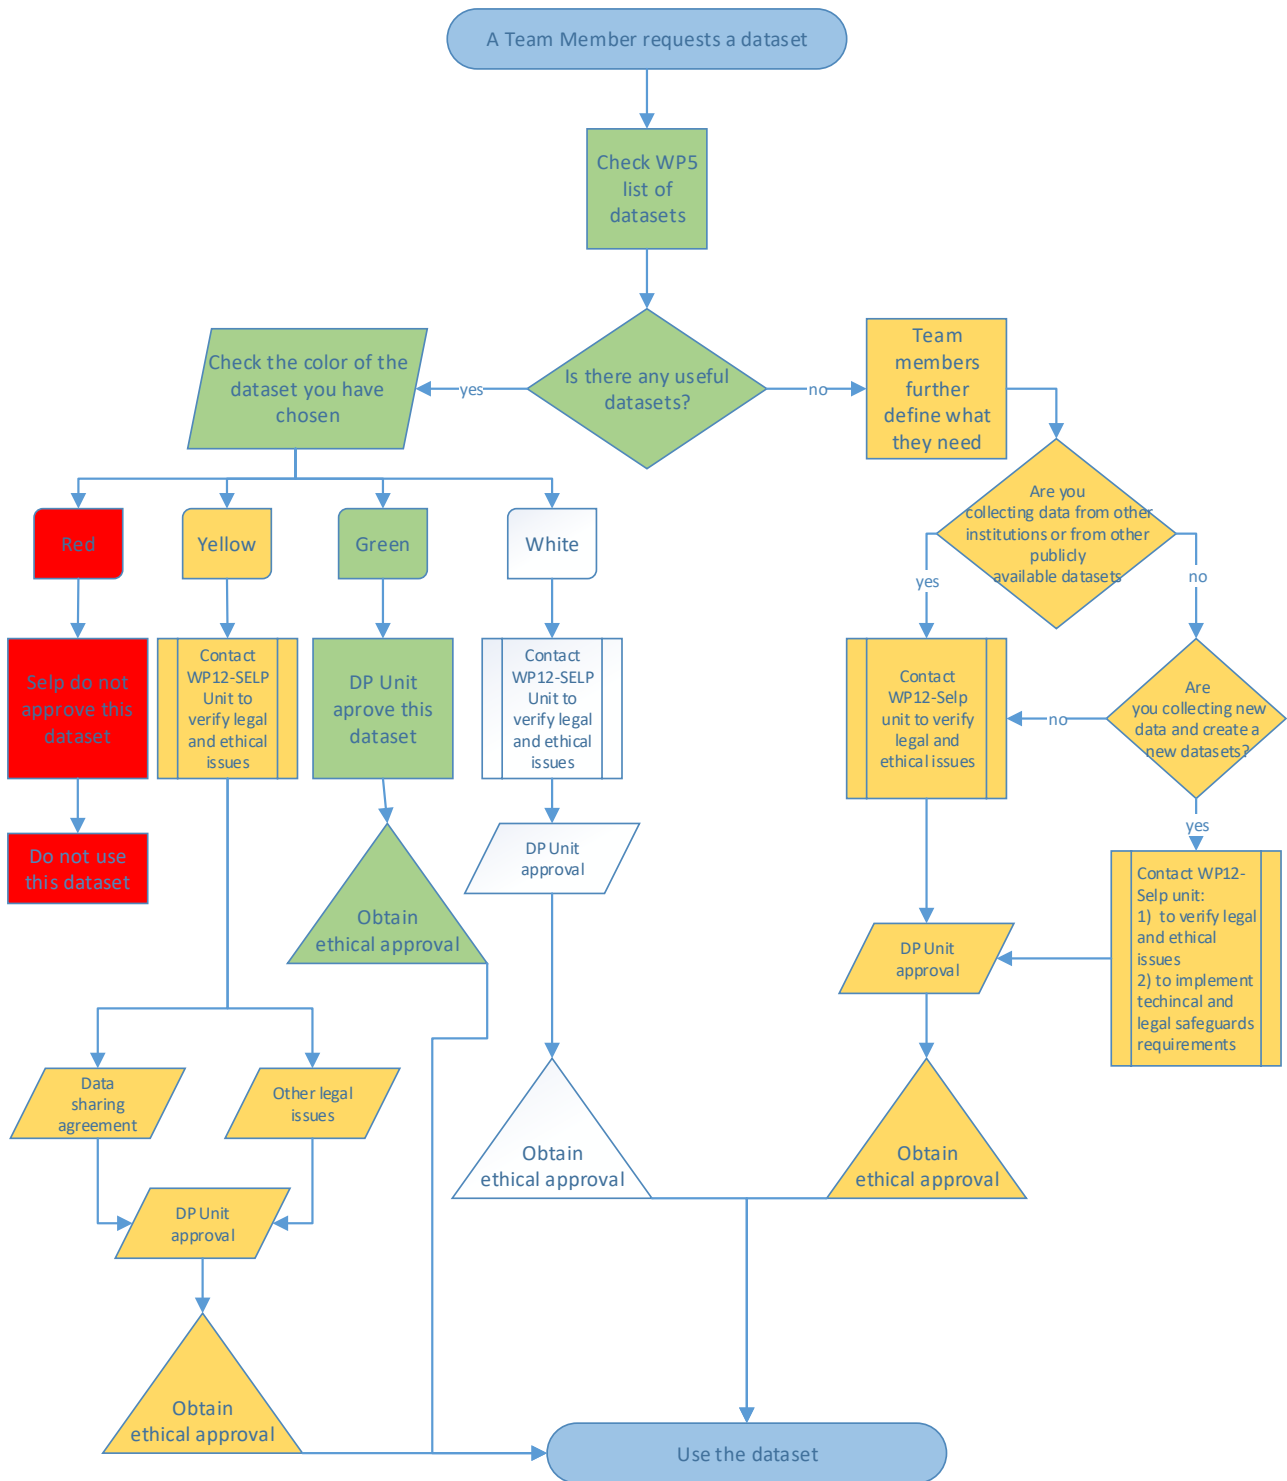 A Team Member requests a dataset
Check WP5
list of
datasets
Is there any useful
datasets?
yes
no
Check the color of the
dataset you have
chosen
Team
members
further
define what
they need
Are you
collecting data from other
institutions or from other
publicly
available datasets
yes
no
Red
Yellow
Green
White
Selp do not
approve this
dataset
Contact
WP12-SELP
Unit to
verify legal
and ethical
issues
DP Unit
aprove this
dataset
Contact
WP12-SELP
Unit to
verify legal
and ethical
issues
Contact
WP12-Selp
unit to verify
legal and
ethical issues
Are
you collecting new
data and create a
new datasets?
no
yes
Do not use
this dataset
Obtain
ethical approval
DP Unit
approval
DP Unit
approval
Contact WP12-
Selp unit:
1) to verify legal
and ethical
issues
2) to implement
techincal and
legal safeguards
requirements
Data
sharing
agreement
Other legal
issues
Obtain
ethical approval
Obtain
ethical approval
DP Unit
approval
Obtain
ethical approval
Use the dataset